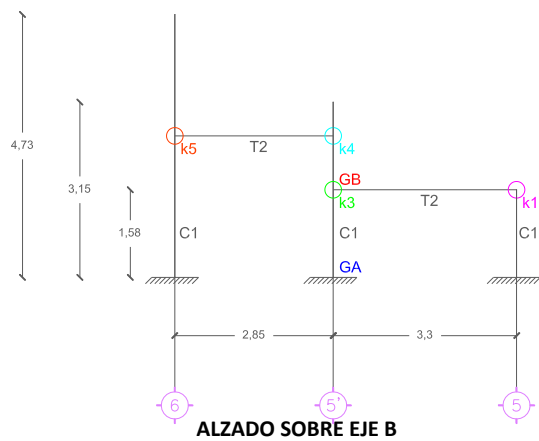 4,73
3,15
1,58
k5
T2
k4
GB
k3
T2
k1
C1
C1
C1
GA
2,85
3,3
6
5'
5
ALZADO SOBRE EJE B